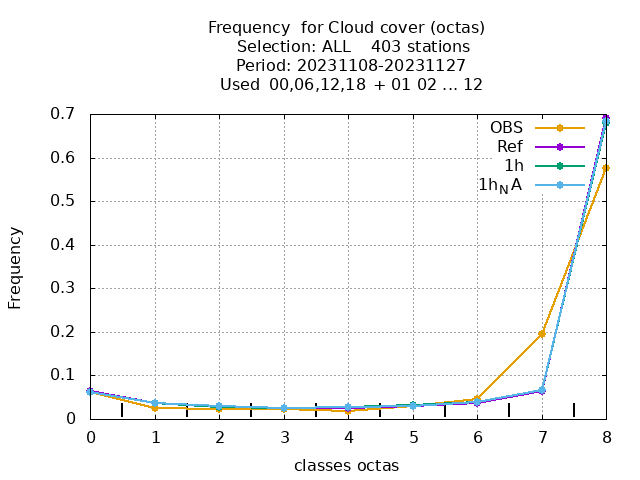 Frequency for Cloud cover (octas)
Selection: ALL 403 stations
Period: 20231108-20231127
Used 00,06,12,18 + 01 02 ... 12
0.7
0.6
0.5
0.4
0.3
0.2
0.1
0
Frequency
OBS
Ref
1h
1h_NA
0 1 2 3 4 5 6 7 8
classes octas